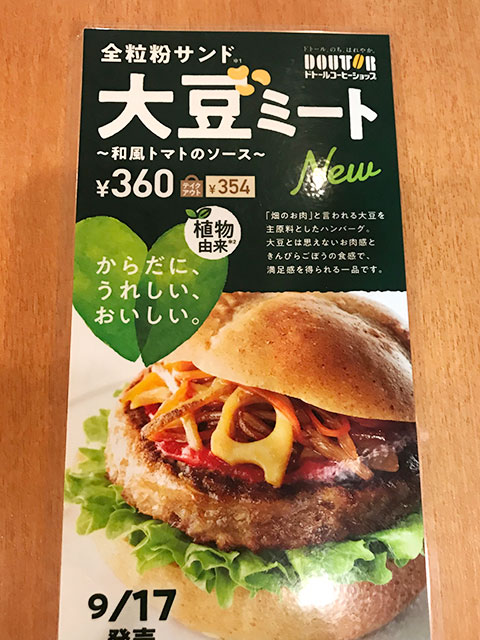 全粒粉サンド※1
ドトール、のち、はれやか。
DOUTOR
ドトールコーヒーショップ
大豆ミート
～和風トマトのソース～
New
¥360 テイクアウト ¥354
植物
由来※2
「畑のお肉」と言われる大豆を
主原料としたハンバーグ。
大豆とは思えないお肉感と
きんぴらごぼうの食感で、
満足感を得られる一品です。
からだに、
うれしい、
おいしい。
9/17
発売